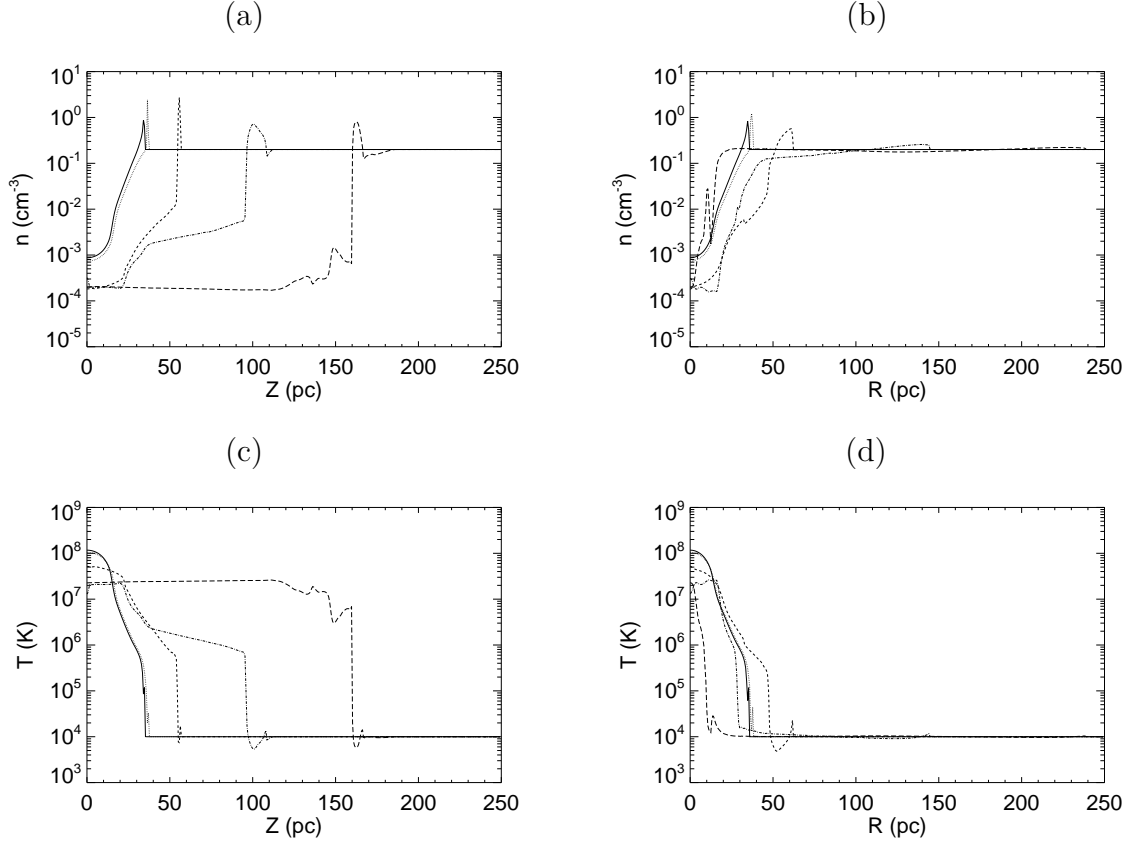 (a) (b)
10^1 10^1
10^0 10^0
10^-1 10^-1
10^-2 10^-2
10^-3 10^-3
10^-4 10^-4
10^-5 10^-5
n (cm^-3) n (cm^-3)
0 50 100 150 200 250 0 50 100 150 200 250
Z (pc) R (pc)
(c) (d)
10^9 10^9
10^8 10^8
10^7 10^7
10^6 10^6
10^5 10^5
10^4 10^4
10^3 10^3
T (K) T (K)
0 50 100 150 200 250 0 50 100 150 200 250
Z (pc) R (pc)